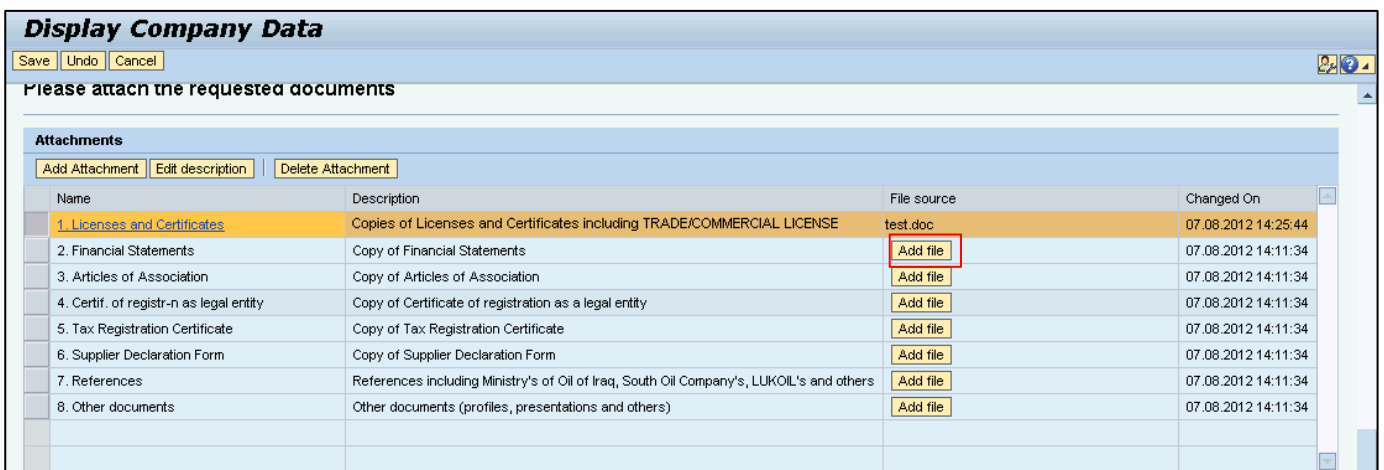 Display Company Data
Save Undo Cancel
Please attach the requested documents
Attachments
Add Attachment Edit description Delete Attachment
Name Description File source Changed On
1. Licenses and Certificates Copies of Licenses and Certificates including TRADE/COMMERCIAL LICENSE test.doc 07.08.2012 14:25:44
2. Financial Statements Copy of Financial Statements Add file 07.08.2012 14:11:34
3. Articles of Association Copy of Articles of Association Add file 07.08.2012 14:11:34
4. Certif. of registr-n as legal entity Copy of Certificate of registration as a legal entity Add file 07.08.2012 14:11:34
5. Tax Registration Certificate Copy of Tax Registration Certificate Add file 07.08.2012 14:11:34
6. Supplier Declaration Form Copy of Supplier Declaration Form Add file 07.08.2012 14:11:34
7. References References including Ministry's of Oil of Iraq, South Oil Company's, LUKOIL's and others Add file 07.08.2012 14:11:34
8. Other documents Other documents (profiles, presentations and others) Add file 07.08.2012 14:11:34